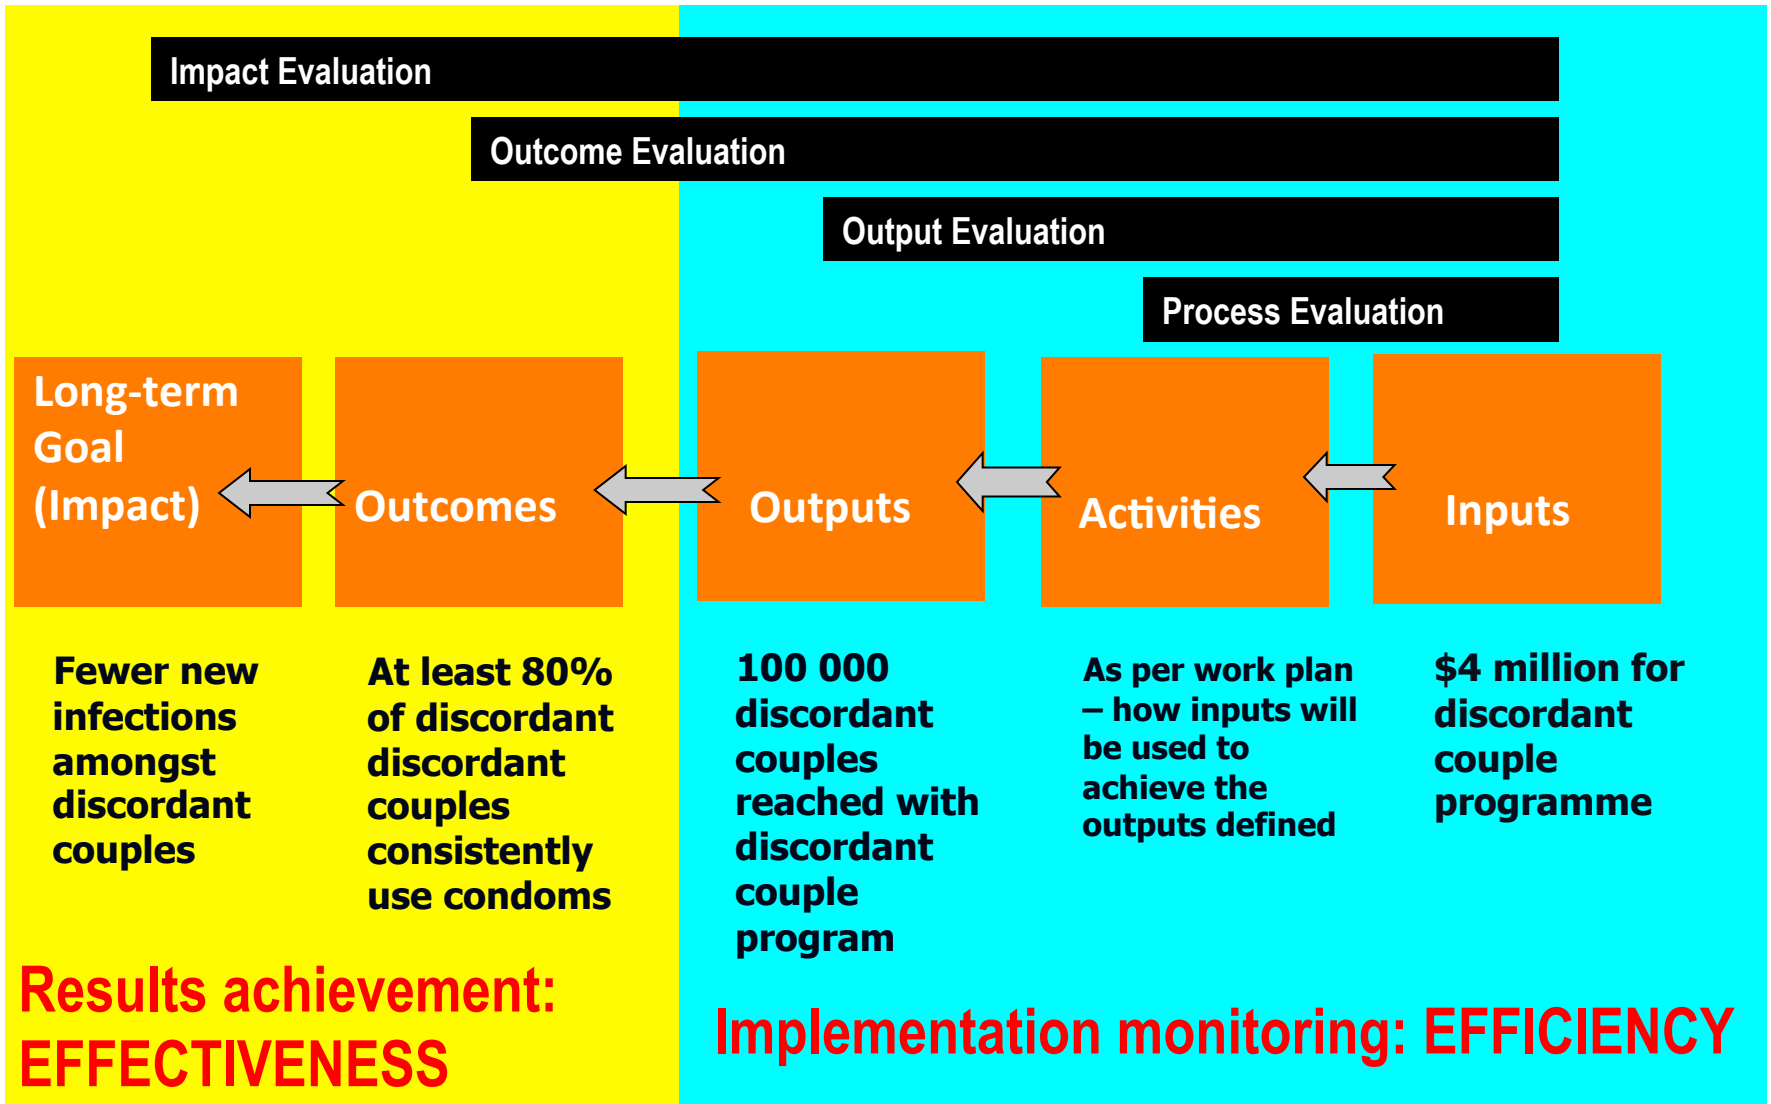 Impact Evaluation
Outcome Evaluation
Output Evaluation
Process Evaluation
Long-term
Goal
(Impact)
Outcomes
Outputs
Activities
Inputs
Fewer new
infections
amongst
discordant
couples
At least 80%
of discordant
discordant
couples
consistently
use condoms
100 000
discordant
couples
reached with
discordant
couple
program
As per work plan
– how inputs will
be used to
achieve the
outputs defined
$4 million for
discordant
couple
programme
Results achievement:
EFFECTIVENESS
Implementation monitoring: EFFICIENCY